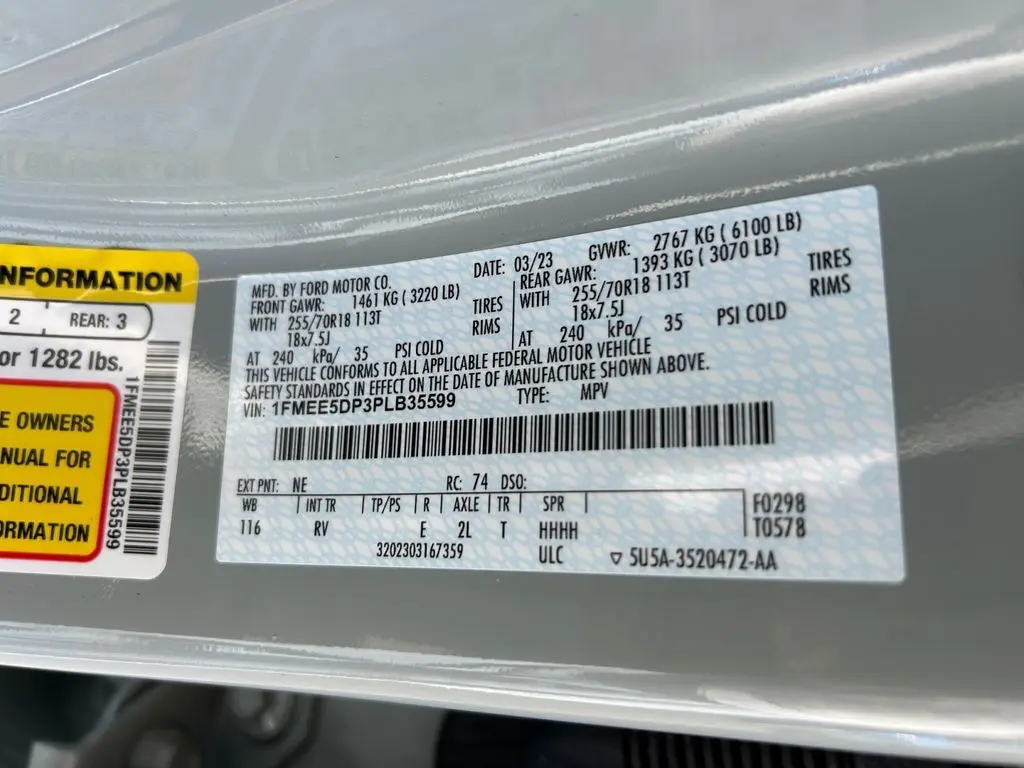 NFORMATION
2 REAR: 3
or 1282 lbs.
E OWNERS
NUAL FOR
DITIONAL
ORMATION
1FMEE5DP3PLB35599
MFD. BY FORD MOTOR CO. DATE: 03/23 GVWR: 2767 KG ( 6100 LB)
FRONT GAWR: 1461 KG ( 3220 LB) REAR GAWR: 1393 KG ( 3070 LB)
WITH 255/70R18 113T TIRES WITH 255/70R18 113T TIRES
18x7.5J RIMS 18x7.5J RIMS
AT 240 kPa/ 35 PSI COLD AT 240 kPa/ 35 PSI COLD
THIS VEHICLE CONFORMS TO ALL APPLICABLE FEDERAL MOTOR VEHICLE
SAFETY STANDARDS IN EFFECT ON THE DATE OF MANUFACTURE SHOWN ABOVE.
VIN: 1FMEE5DP3PLB35599 TYPE: MPV
EXT PNT: NE RC: 74 DSO:
WB INT TR TP/PS R AXLE TR SPR F0298
116 RV E 2L T HHHH T0578
3202303167359 ULC ▽ 5U5A-3520472-AA